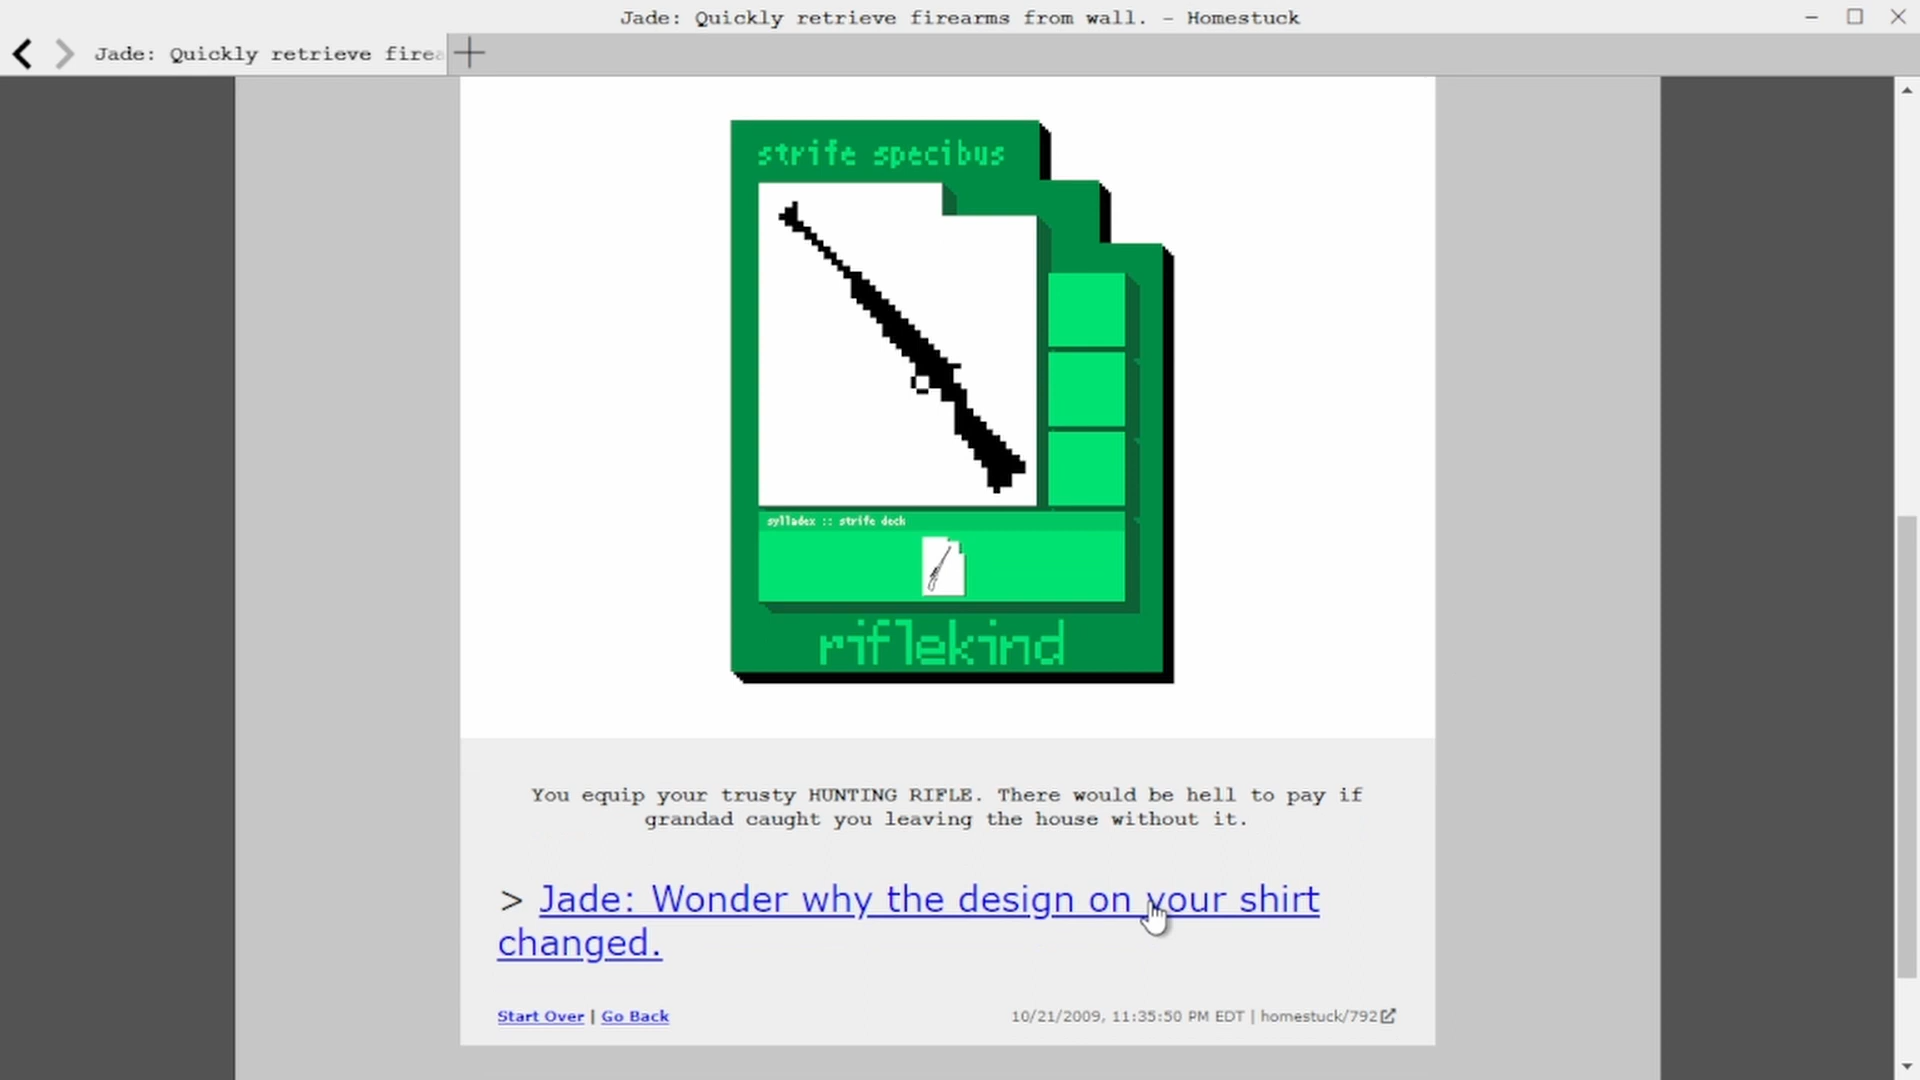 Jade: Quickly retrieve firearms from wall. - Homestuck
Jade: Quickly retrieve firea
strife specibus
sylladex :: strife deck
riflekind
You equip your trusty HUNTING RIFLE. There would be hell to pay if
grandad caught you leaving the house without it.
> Jade: Wonder why the design on your shirt
changed.
Start Over | Go Back
10/21/2009, 11:35:50 PM EDT | homestuck/792